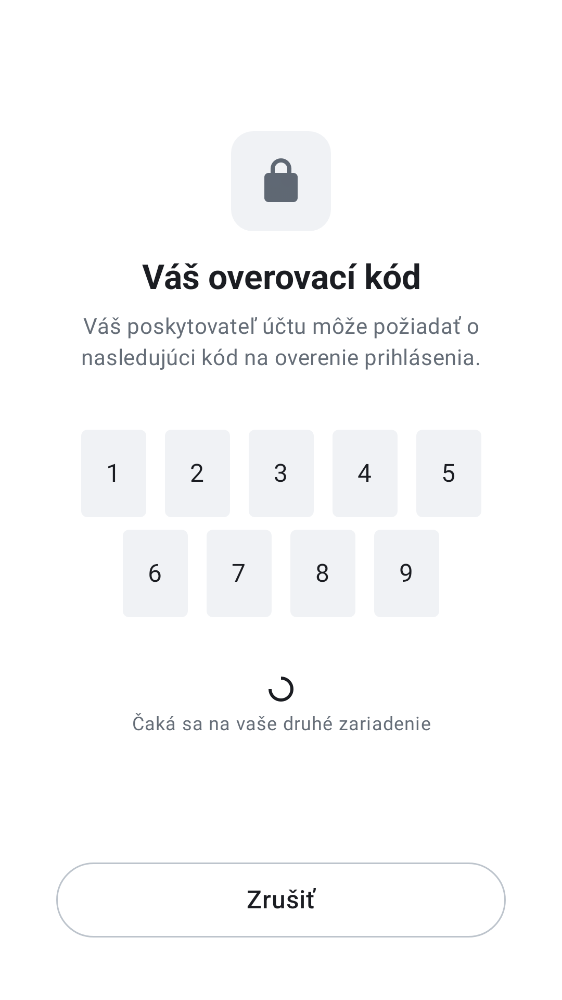 Váš overovací kód
Váš poskytovateľ účtu môže požiadať o
nasledujúci kód na overenie prihlásenia.
1 2 3 4 5
6 7 8 9
Čaká sa na vaše druhé zariadenie
Zrušiť